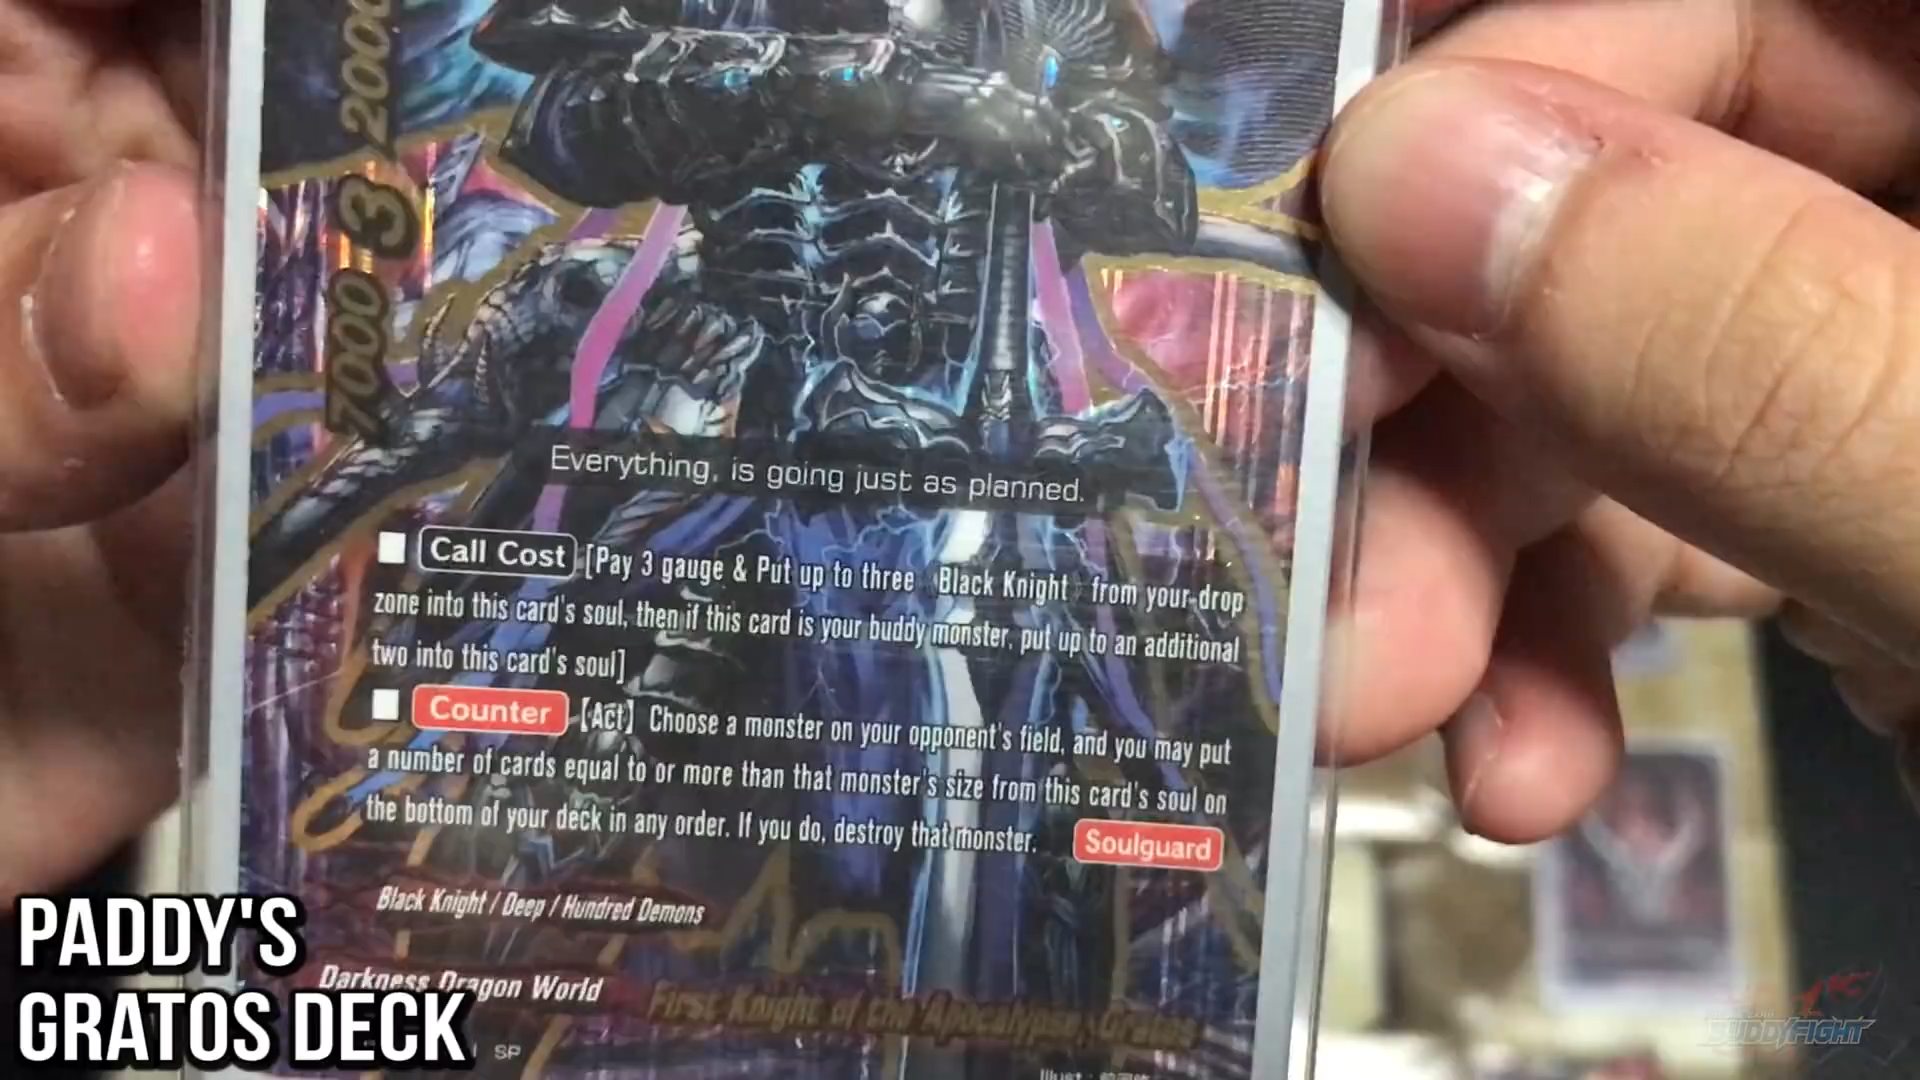 7000 3 2000
Everything, is going just as planned.
Call Cost [Pay 3 gauge & Put up to three Black Knight from your drop
zone into this card's soul, then if this card is your buddy monster, put up to an additional
two into this card's soul]
Counter 【Act】 Choose a monster on your opponent's field, and you may put
a number of cards equal to or more than that monster's size from this card's soul on
the bottom of your deck in any order. If you do, destroy that monster. Soulguard
Black Knight / Deep / Hundred Demons
Darkness Dragon World
First Knight of the Apocalypse, Gratos
SP
Illust :
PADDY'S
GRATOS DECK
BUDDYFIGHT